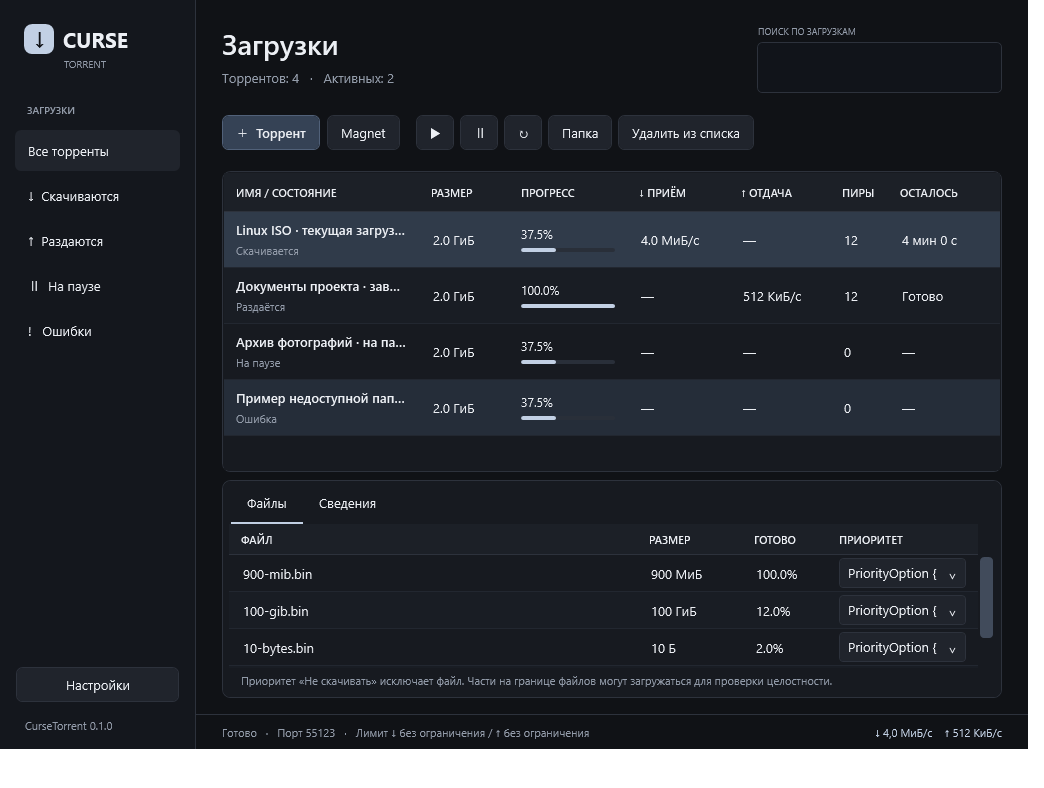 ↓ CURSE
TORRENT
ЗАГРУЗКИ
Все торренты
↓ Скачиваются
↑ Раздаются
II На паузе
! Ошибки
Настройки
CurseTorrent 0.1.0
Загрузки
Торрентов: 4 · Активных: 2
ПОИСК ПО ЗАГРУЗКАМ
+ Торрент Magnet ▶ II ↻ Папка Удалить из списка
ИМЯ / СОСТОЯНИЕ РАЗМЕР ПРОГРЕСС ↓ ПРИЁМ ↑ ОТДАЧА ПИРЫ ОСТАЛОСЬ
Linux ISO · текущая загруз... 2.0 ГиБ 37.5% 4.0 МиБ/с — 12 4 мин 0 с
Скачивается
Документы проекта · зав... 2.0 ГиБ 100.0% — 512 КиБ/с 12 Готово
Раздаётся
Архив фотографий · на па... 2.0 ГиБ 37.5% — — 0 —
На паузе
Пример недоступной пап... 2.0 ГиБ 37.5% — — 0 —
Ошибка
Файлы Сведения
ФАЙЛ РАЗМЕР ГОТОВО ПРИОРИТЕТ
900-mib.bin 900 МиБ 100.0% PriorityOption {
100-gib.bin 100 ГиБ 12.0% PriorityOption {
10-bytes.bin 10 Б 2.0% PriorityOption {
Приоритет «Не скачивать» исключает файл. Части на границе файлов могут загружаться для проверки целостности.
Готово · Порт 55123 · Лимит ↓ без ограничения / ↑ без ограничения ↓ 4,0 МиБ/с ↑ 512 КиБ/с